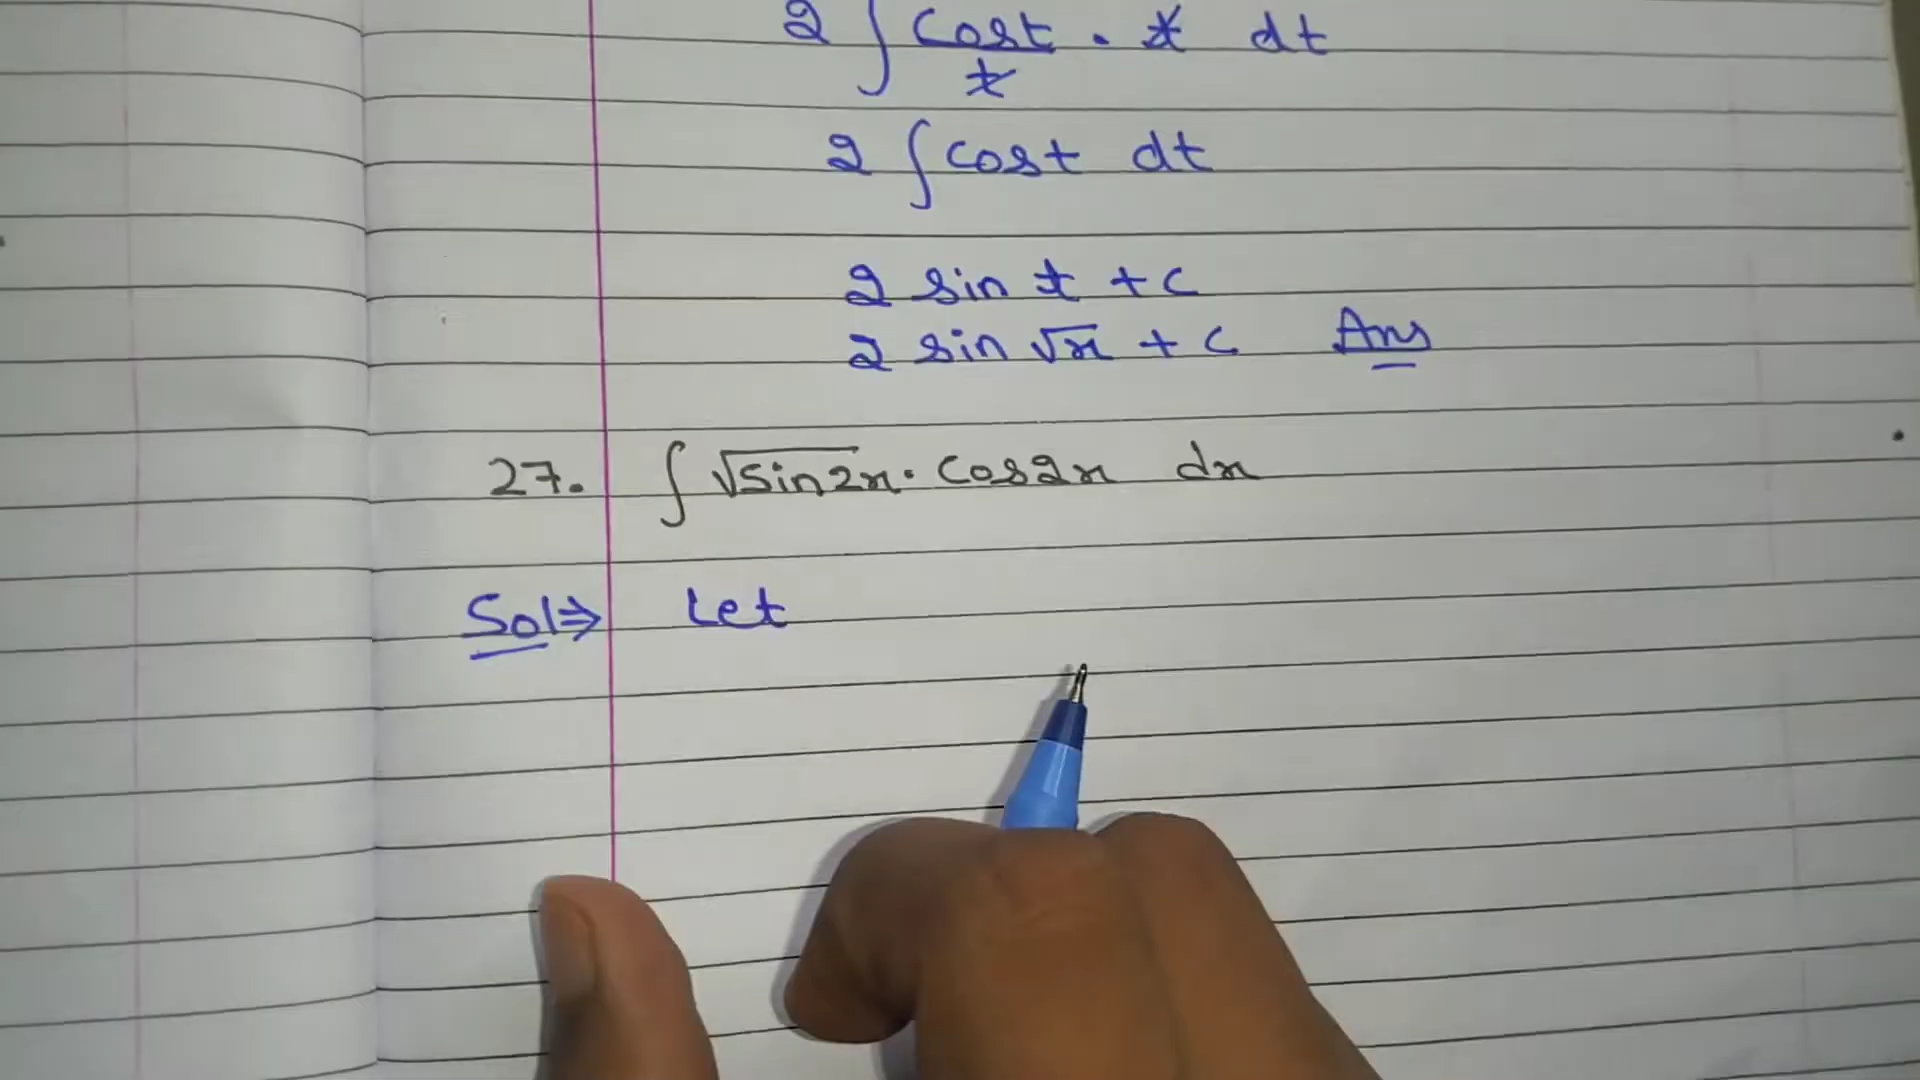 2 ∫ cost/t . t dt
2 ∫ cost dt
2 sin t + c
2 sin √x + c Ans
27. ∫ √sin2x . cos2x dx
Sol⇒ Let